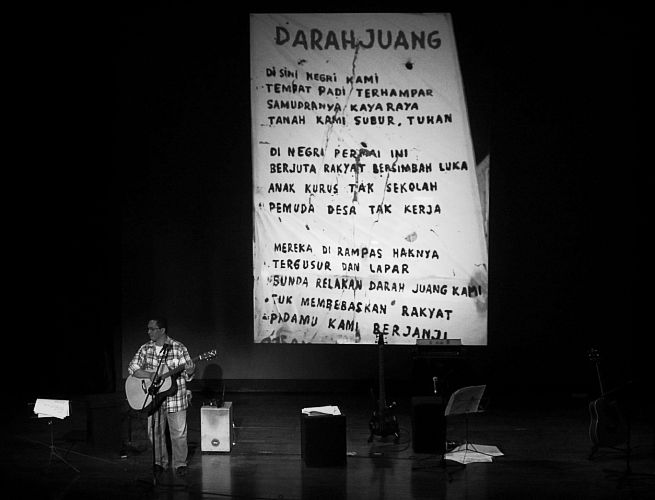 DARAH JUANG
DI SINI NEGRI KAMI
TEMPAT PADI TERHAMPAR
SAMUDRANYA KAYA RAYA
TANAH KAMI SUBUR, TUHAN
DI NEGRI PERMAI INI
BERJUTA RAKYAT BERSIMBAH LUKA
ANAK KURUS TAK SEKOLAH
PEMUDA DESA TAK KERJA
MEREKA DI RAMPAS HAKNYA
TERGUSUR DAN LAPAR
BUNDA RELAKAN DARAH JUANG KAMI
TUK MEMBEBASKAN RAKYAT
PADAMU KAMI BERJANJI